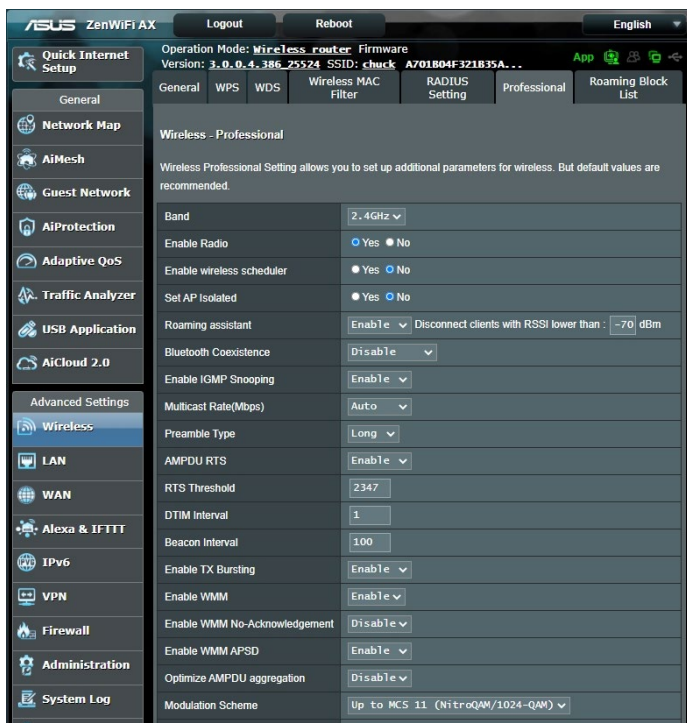 ASUS ZenWiFi AX Logout Reboot English
Quick Internet Setup
Operation Mode: Wireless router Firmware
Version: 3.0.0.4.386_25524 SSID: chuck A701B04F321B35A...
App
General WPS WDS Wireless MAC Filter RADIUS Setting Professional Roaming Block List
General
Network Map
AiMesh
Guest Network
AiProtection
Adaptive QoS
Traffic Analyzer
USB Application
AiCloud 2.0
Advanced Settings
Wireless
LAN
WAN
Alexa & IFTTT
IPv6
VPN
Firewall
Administration
System Log
Wireless - Professional
Wireless Professional Setting allows you to set up additional parameters for wireless. But default values are
recommended.
Band 2.4GHz
Enable Radio Yes No
Enable wireless scheduler Yes No
Set AP Isolated Yes No
Roaming assistant Enable Disconnect clients with RSSI lower than : -70 dBm
Bluetooth Coexistence Disable
Enable IGMP Snooping Enable
Multicast Rate(Mbps) Auto
Preamble Type Long
AMPDU RTS Enable
RTS Threshold 2347
DTIM Interval 1
Beacon Interval 100
Enable TX Bursting Enable
Enable WMM Enable
Enable WMM No-Acknowledgement Disable
Enable WMM APSD Enable
Optimize AMPDU aggregation Disable
Modulation Scheme Up to MCS 11 (NitroQAM/1024-QAM)